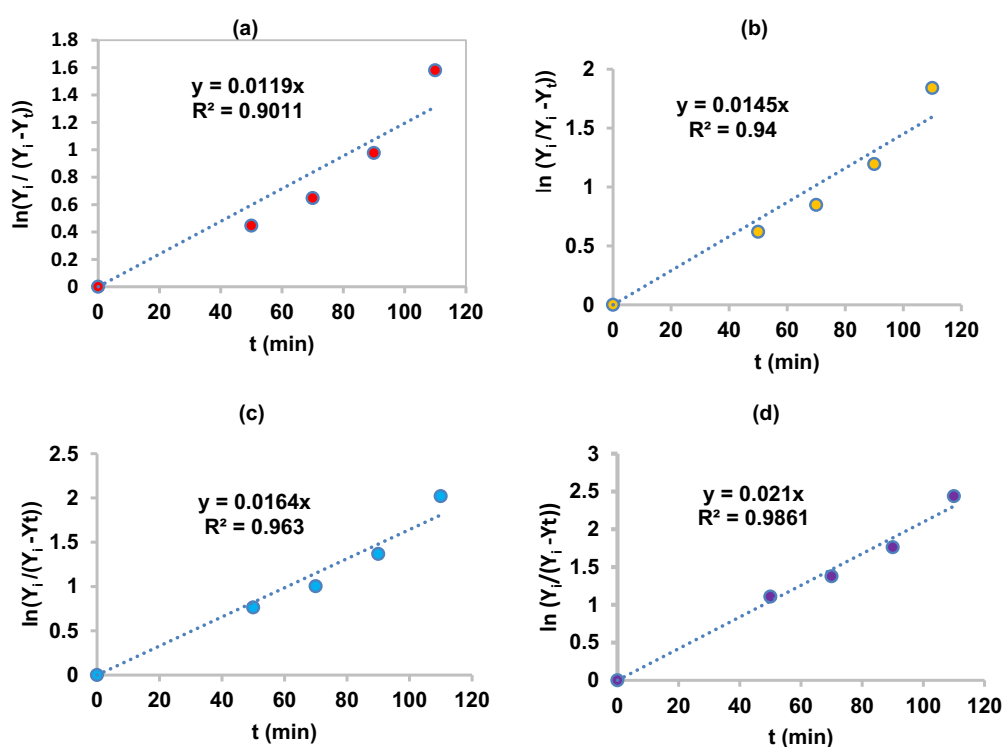 (a)
ln(Yᵢ / (Yᵢ -Yₜ))
1.8
1.6
1.4
1.2
1.0
0.8
0.6
0.4
0.2
0
y = 0.0119x
R² = 0.9011
0 20 40 60 80 100 120
t (min)
(b)
ln (Yᵢ /Yᵢ -Yₜ))
2
1.5
1
0.5
0
y = 0.0145x
R² = 0.94
0 20 40 60 80 100 120
t (min)
(c)
ln(Yᵢ /(Yᵢ -Yt))
2.5
2
1.5
1
0.5
0
y = 0.0164x
R² = 0.963
0 20 40 60 80 100 120
t (min)
(d)
ln (Yᵢ/(Yᵢ -Yt))
3
2.5
2
1.5
1
0.5
0
y = 0.021x
R² = 0.9861
0 20 40 60 80 100 120
t (min)